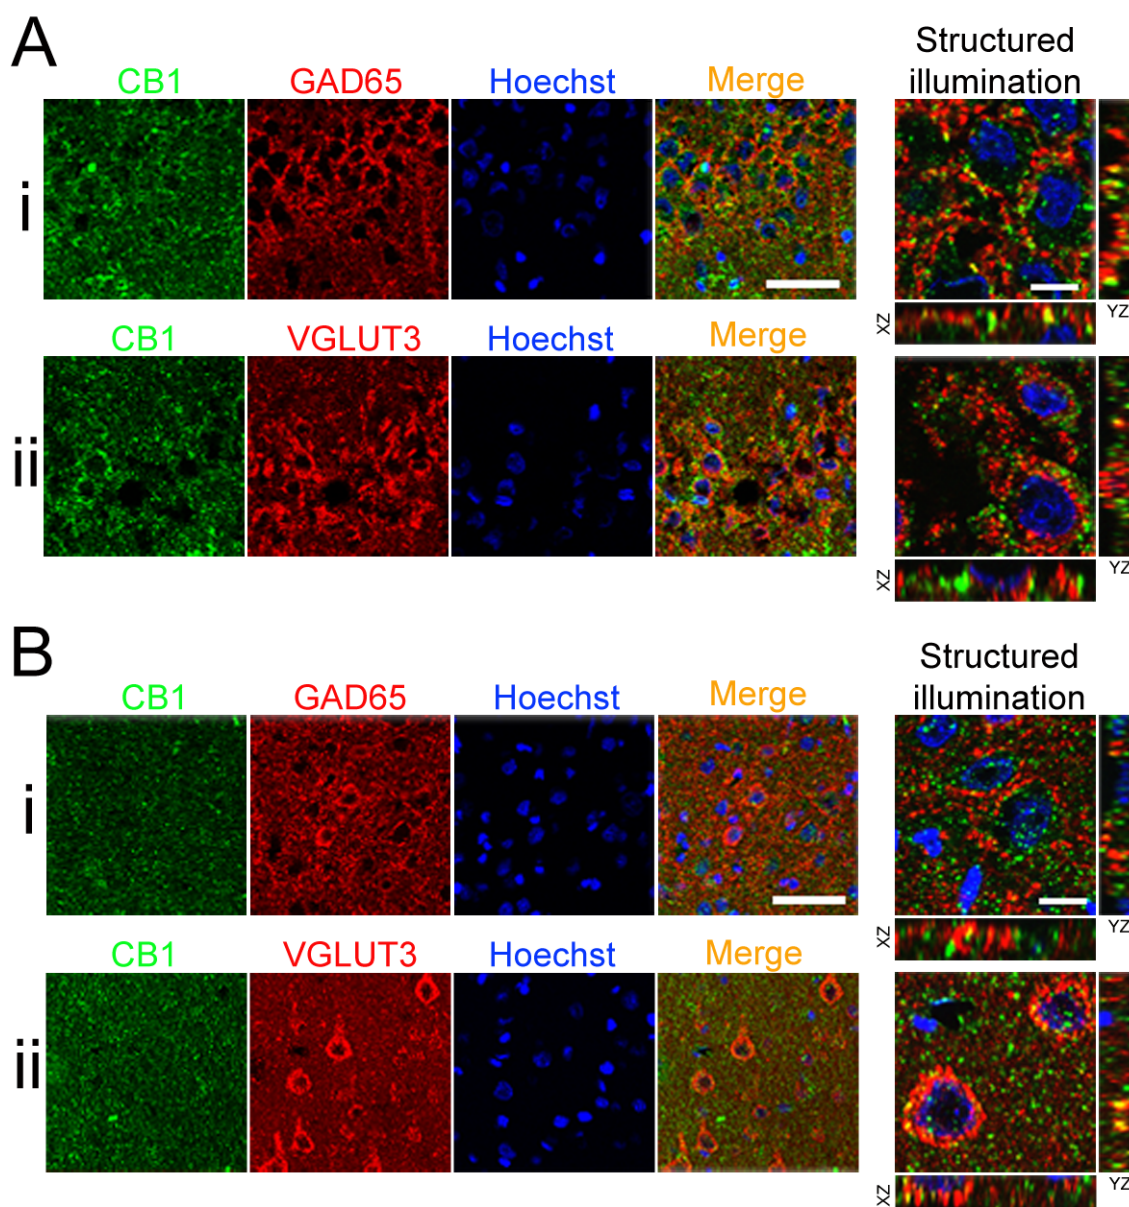 A
Structured
illumination
CB1 GAD65 Hoechst Merge
i
XZ
YZ
CB1 VGLUT3 Hoechst Merge
ii
XZ
YZ
B
Structured
illumination
CB1 GAD65 Hoechst Merge
i
XZ
YZ
CB1 VGLUT3 Hoechst Merge
ii
XZ
YZ